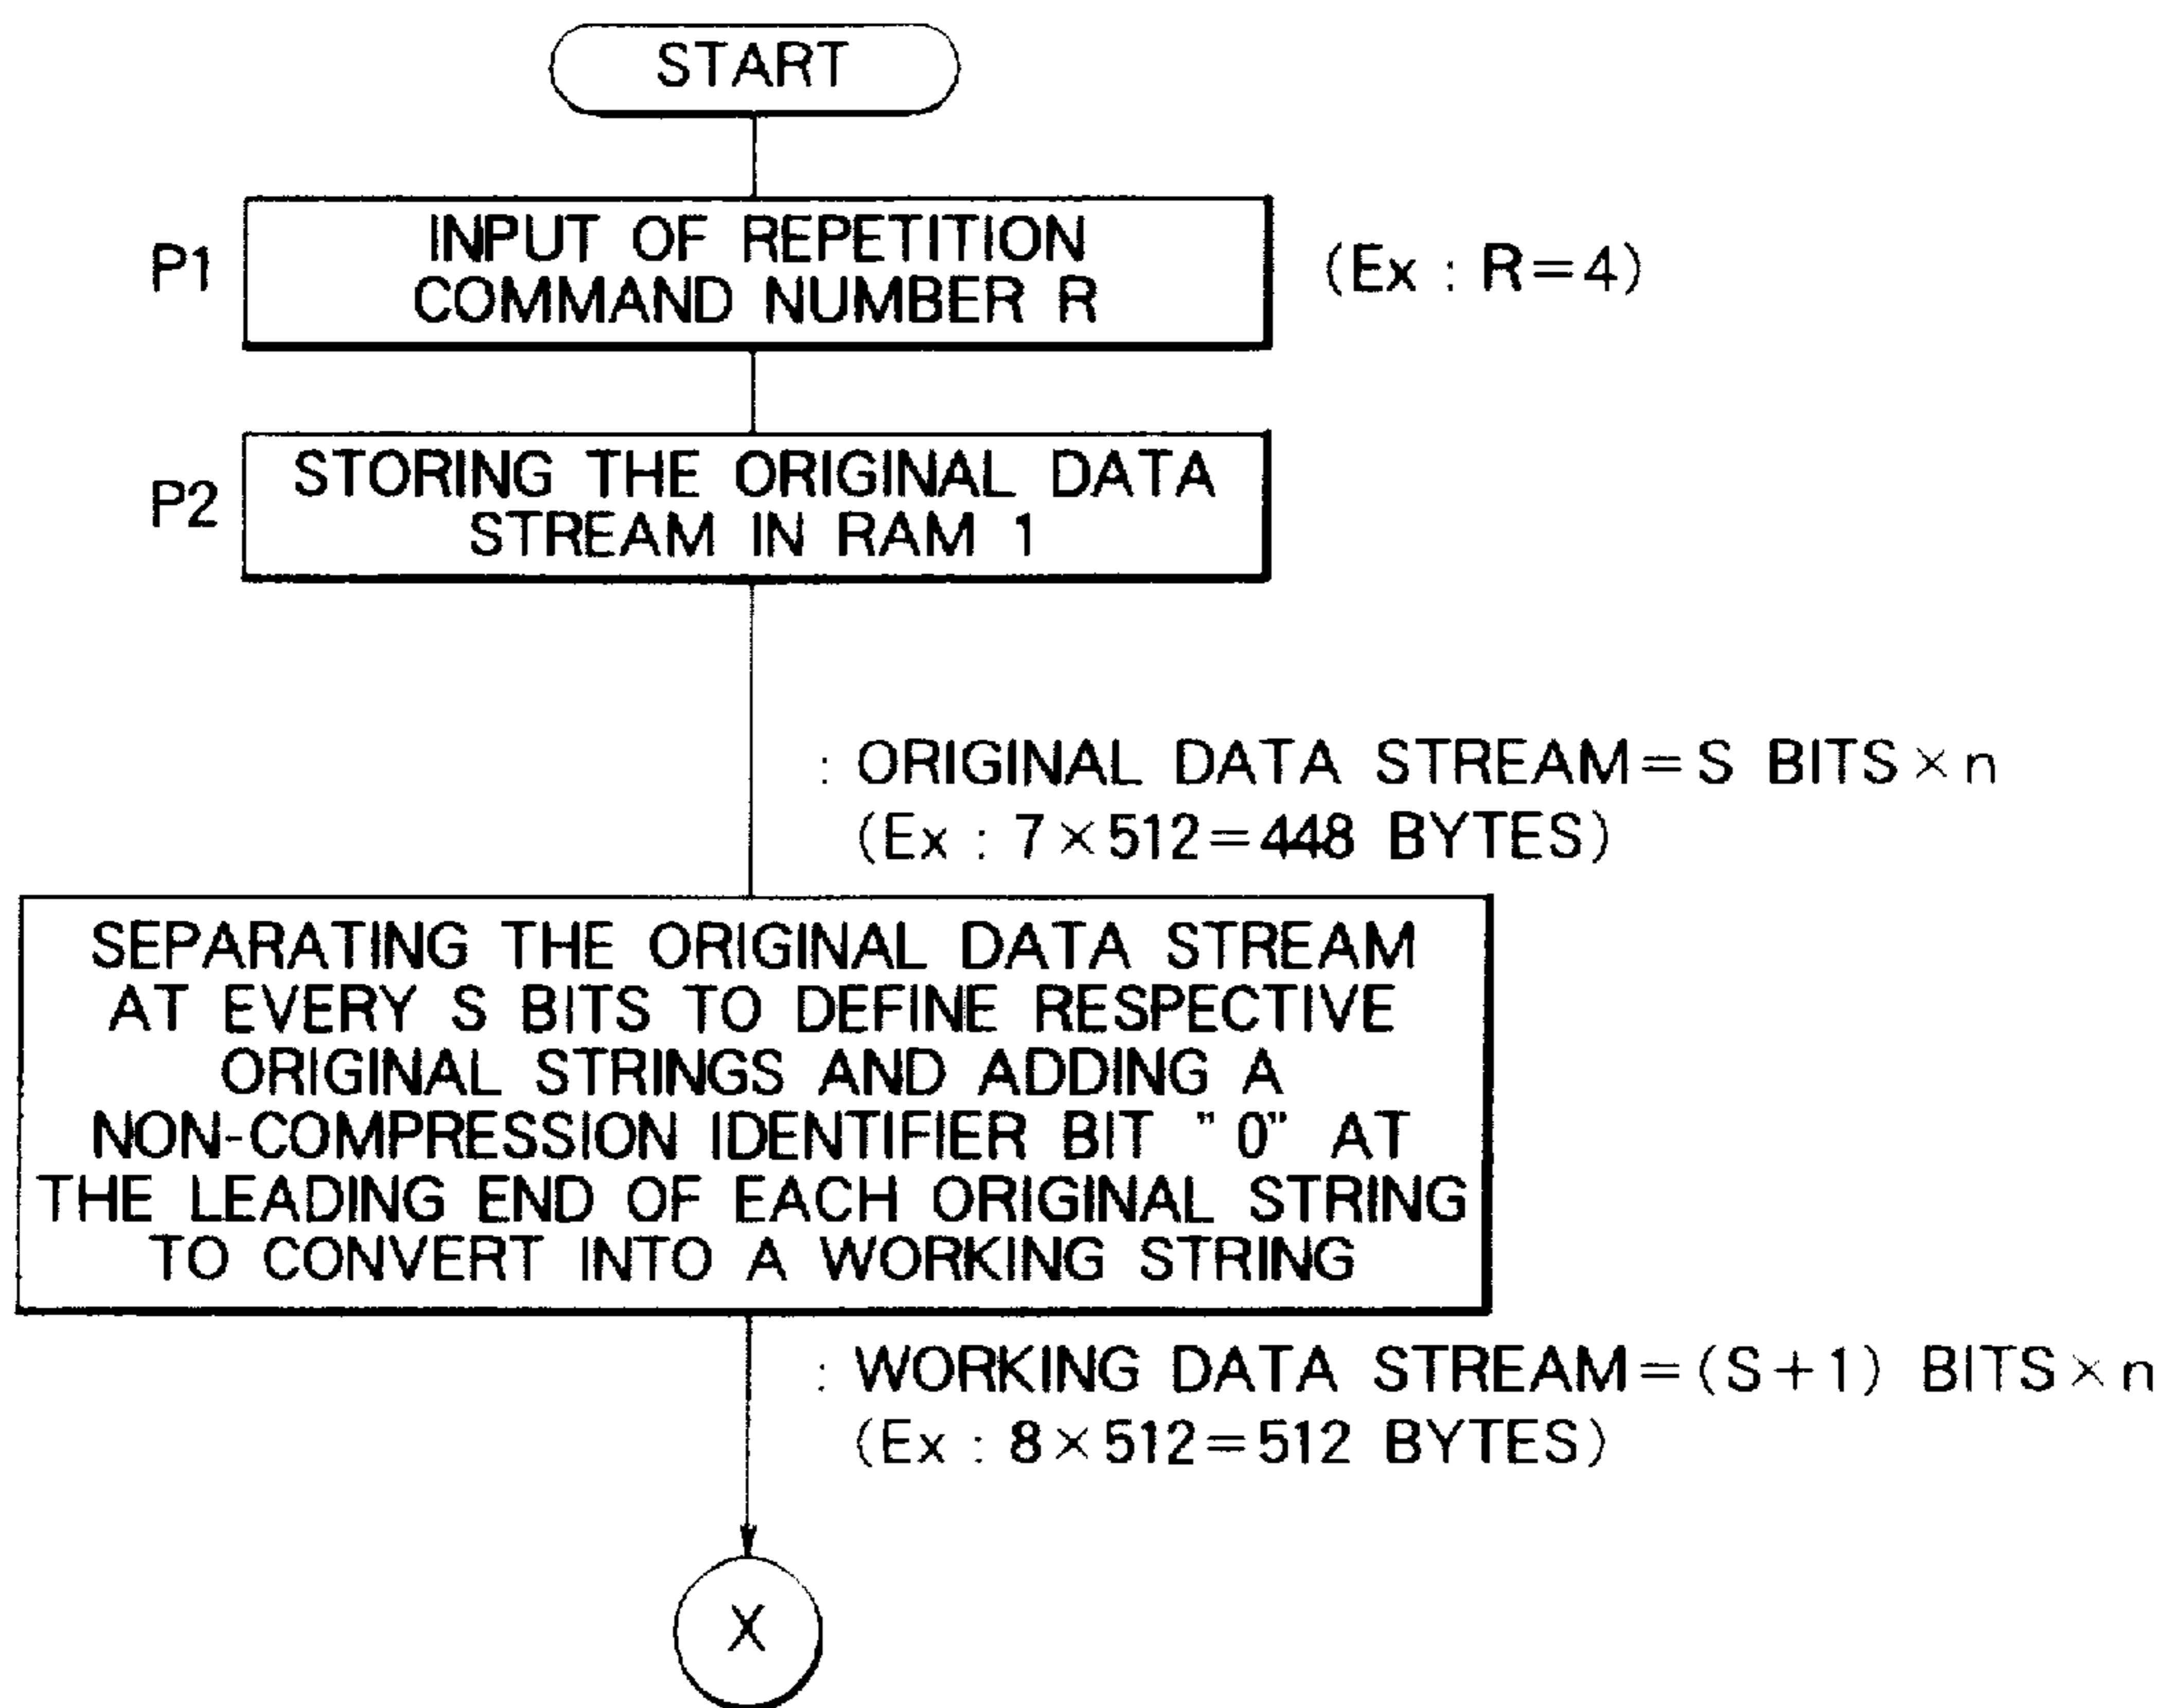 START
P1
INPUT OF REPETITION
COMMAND NUMBER R
(Ex : R=4)
P2
STORING THE ORIGINAL DATA
STREAM IN RAM 1
: ORIGINAL DATA STREAM=S BITS×n
(Ex : 7×512=448 BYTES)
SEPARATING THE ORIGINAL DATA STREAM
AT EVERY S BITS TO DEFINE RESPECTIVE
ORIGINAL STRINGS AND ADDING A
NON-COMPRESSION IDENTIFIER BIT "0" AT
THE LEADING END OF EACH ORIGINAL STRING
TO CONVERT INTO A WORKING STRING
: WORKING DATA STREAM=(S+1) BITS×n
(Ex : 8×512=512 BYTES)
X